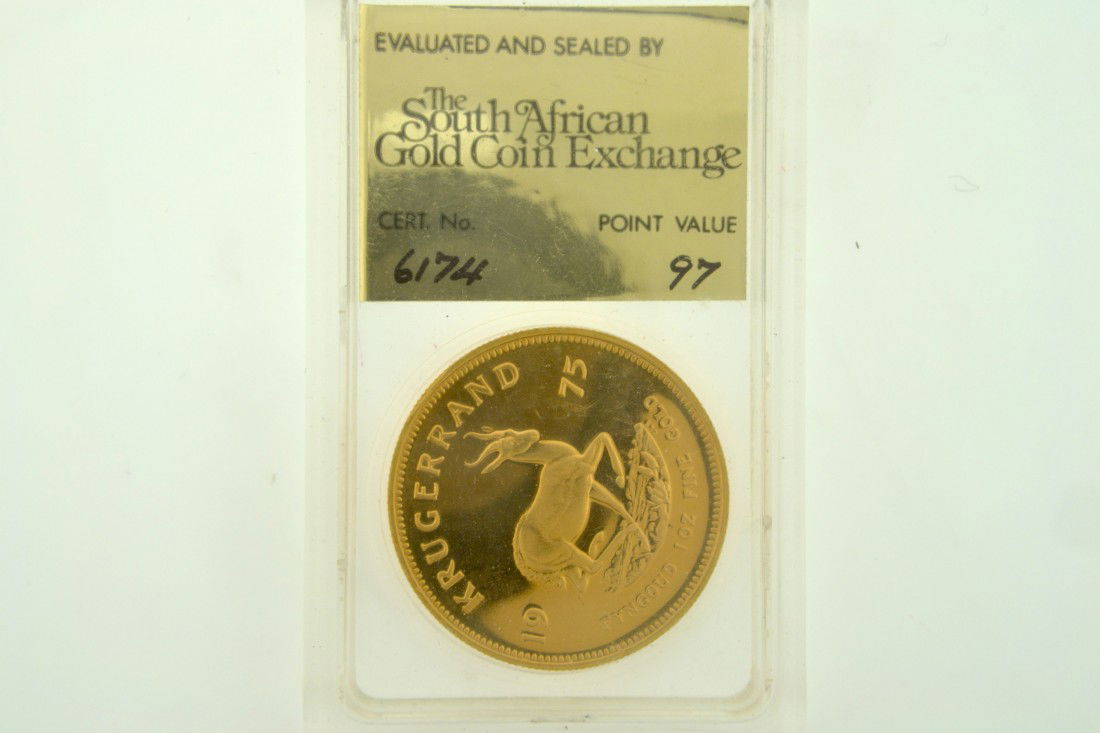 EVALUATED AND SEALED BY
The
South African
Gold Coin Exchange
CERT. No. POINT VALUE
6174 97
KRUGERRAND
19 75
FYNGOUD 1 OZ FINE GOLD